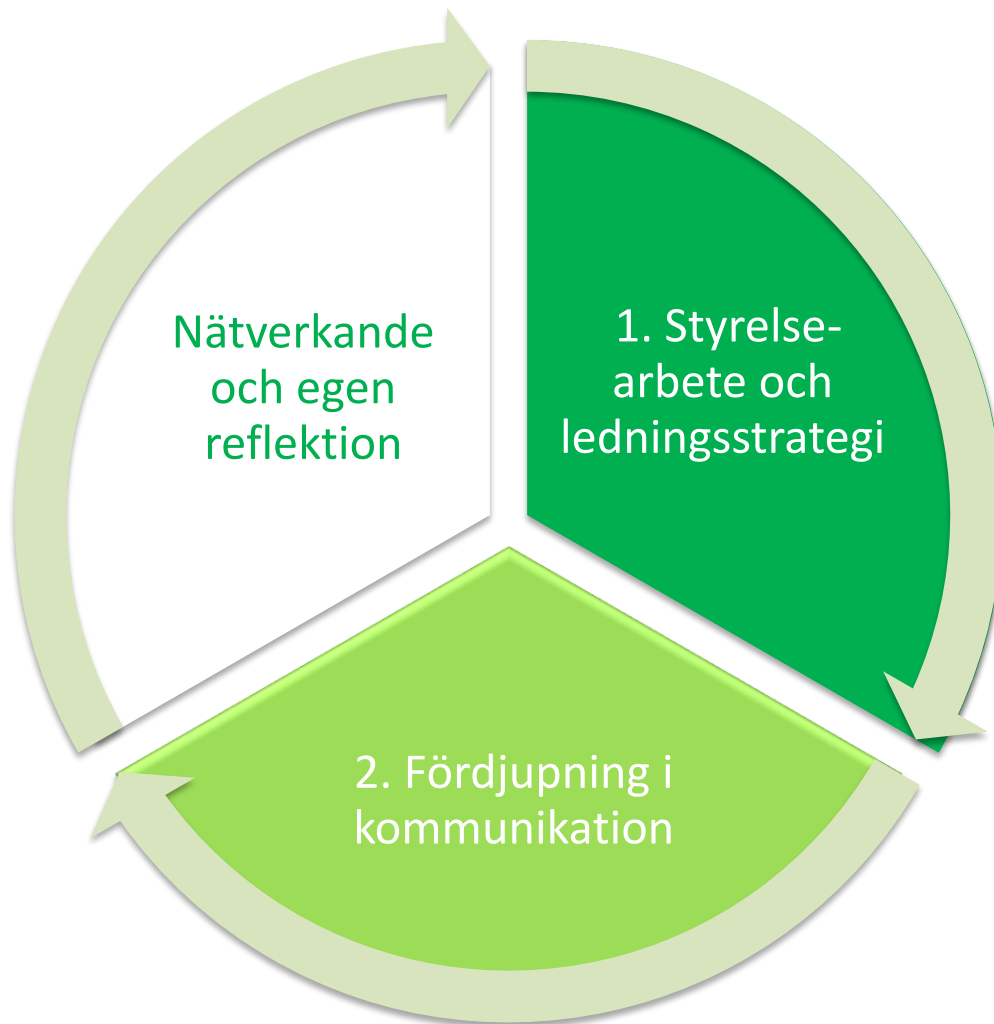 1. Styrelse-
arbete och
ledningsstrategi
2. Fördjupning i
kommunikation
Nätverkande
och egen
reflektion